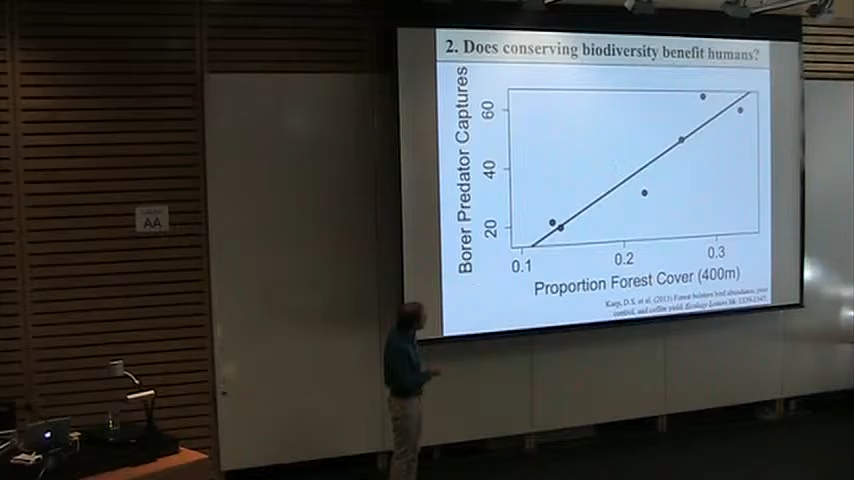 2. Does conserving biodiversity benefit humans?
Borer Predator Captures
60
40
20
0.1
0.2
0.3
Proportion Forest Cover (400m)
Karp, D.S. et al. (2013) Forest bolsters bird abundance, pest
control, and coffee yield. Ecology Letters 16: 1339-1347.
AA